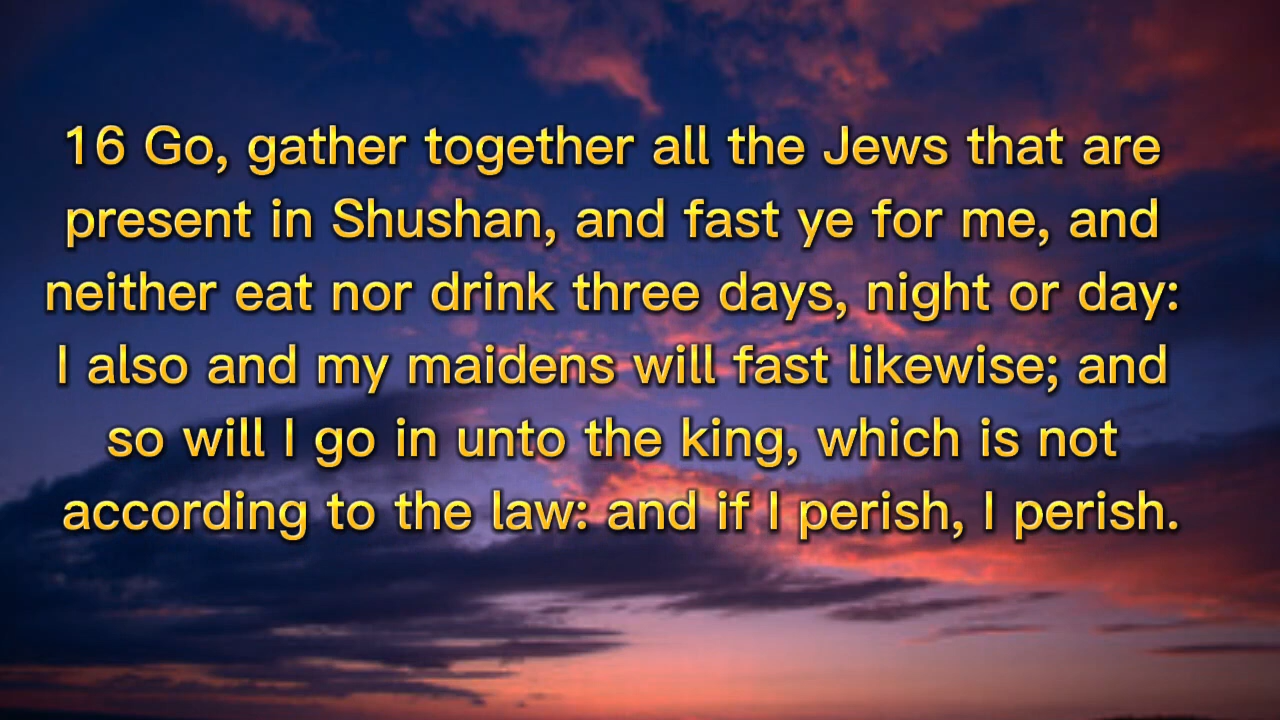 16 Go, gather together all the Jews that are
present in Shushan, and fast ye for me, and
neither eat nor drink three days, night or day:
I also and my maidens will fast likewise; and
so will I go in unto the king, which is not
according to the law: and if I perish, I perish.